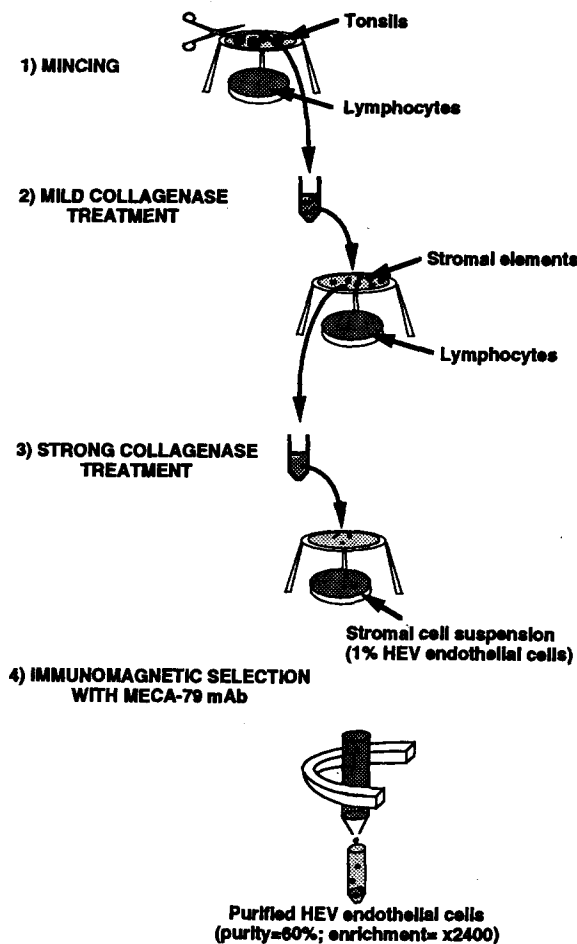 Tonsils
1) MINCING
Lymphocytes
2) MILD COLLAGENASE
TREATMENT
Stromal elements
Lymphocytes
3) STRONG COLLAGENASE
TREATMENT
Stromal cell suspension
(1% HEV endothelial cells)
4) IMMUNOMAGNETIC SELECTION
WITH MECA-79 mAb
Purified HEV endothelial cells
(purity=60%; enrichment= x2400)